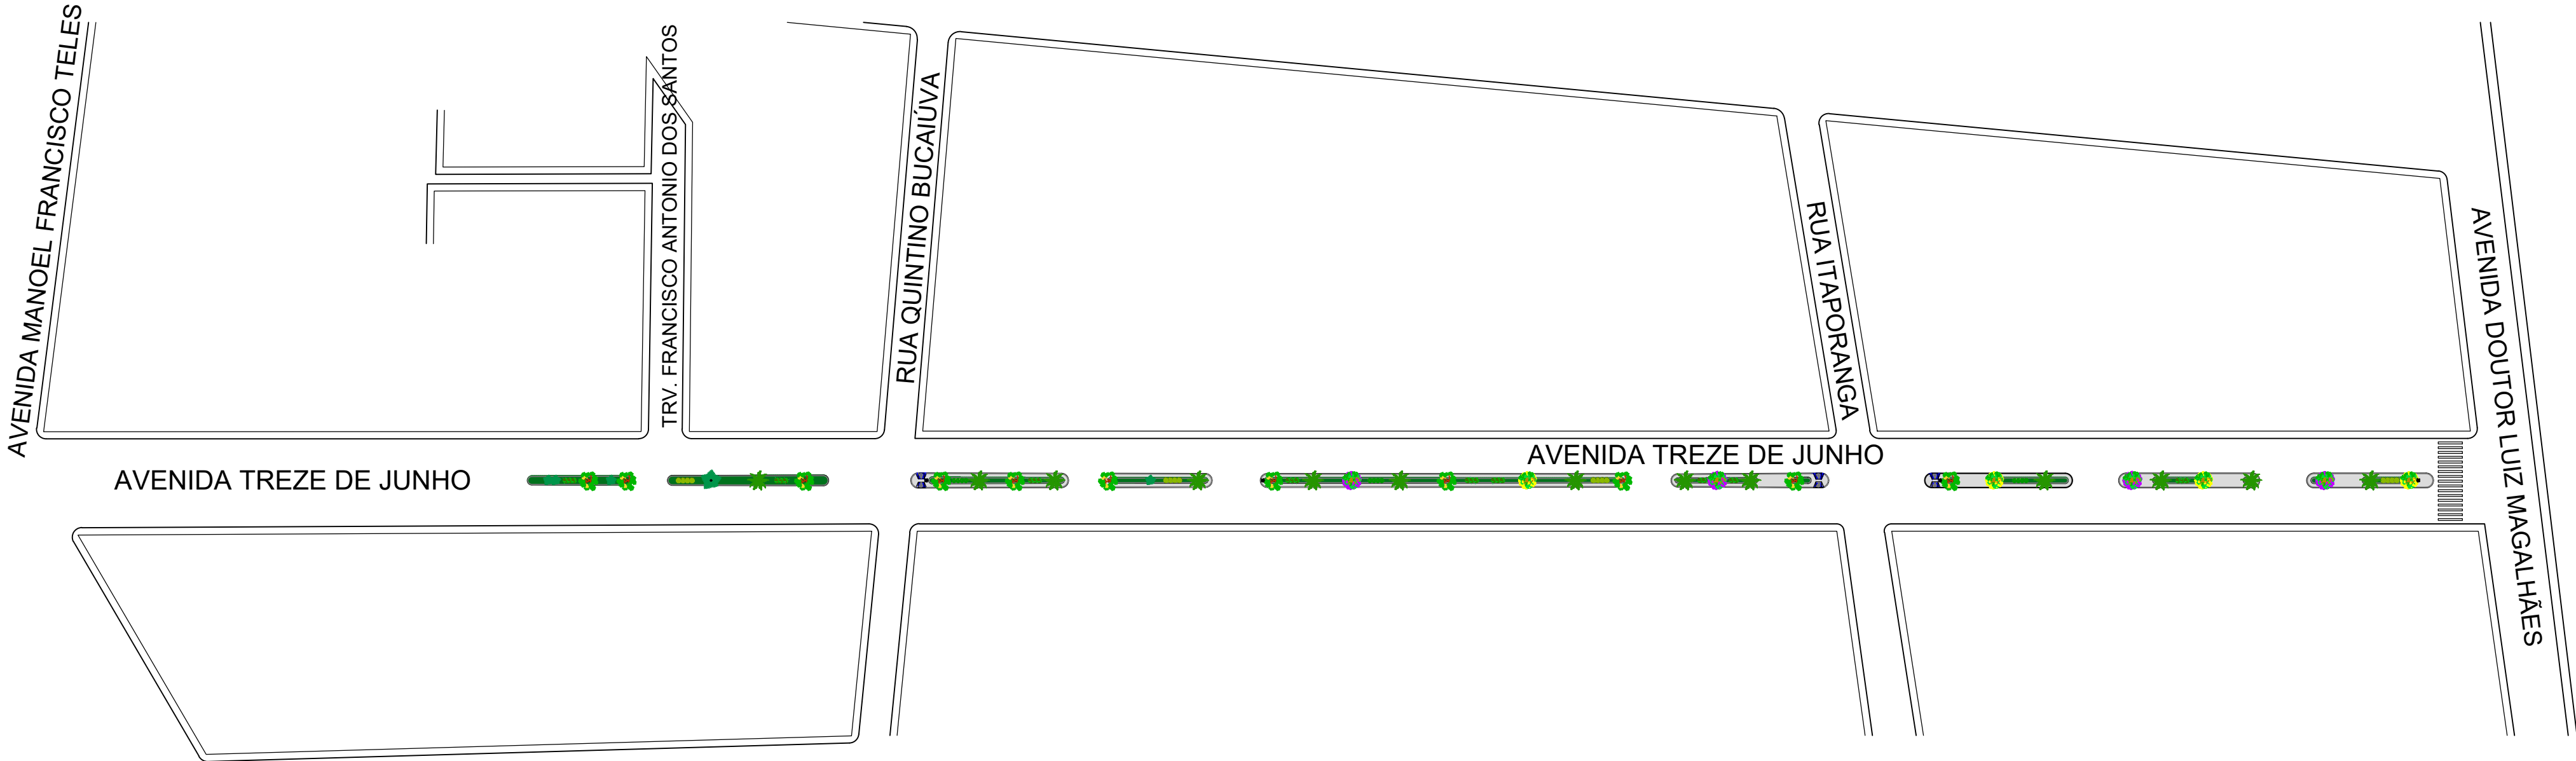 AVENIDA MANOEL FRANCISCO TELES
TRV. FRANCISCO ANTONIO DOS SANTOS
RUA QUINTINO BUCAIÚVA
RUA ITAPORANGA
AVENIDA DOUTOR LUIZ MAGALHÃES
AVENIDA TREZE DE JUNHO
AVENIDA TREZE DE JUNHO